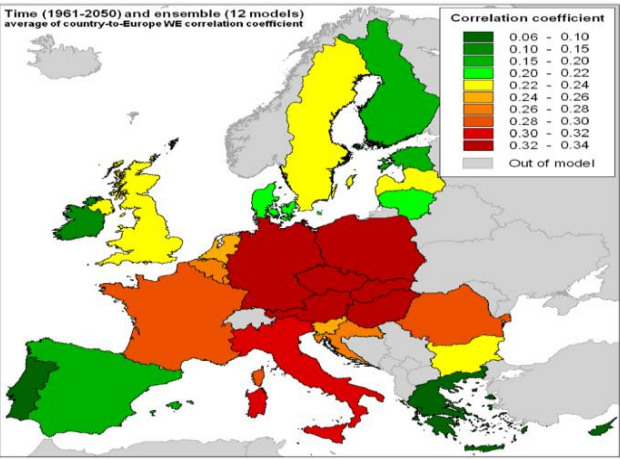 Time (1961-2050) and ensemble (12 models)
average of country-to-Europe WE correlation coefficient
Correlation coefficient
0.06 - 0.10
0.10 - 0.15
0.15 - 0.20
0.20 - 0.22
0.22 - 0.24
0.24 - 0.26
0.26 - 0.28
0.28 - 0.30
0.30 - 0.32
0.32 - 0.34
Out of model